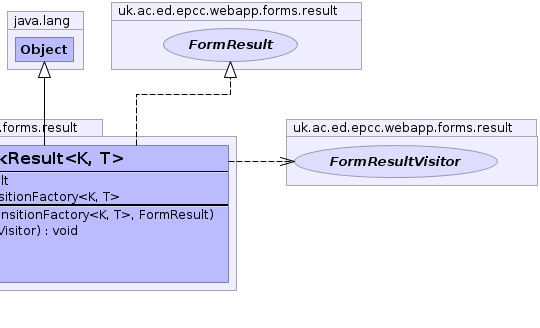 java.lang
Object
uk.ac.ed.epcc.webapp.forms.result
FormResult
.forms.result
kResult<K, T>
lt
sitionFactory<K, T>
nsitionFactory<K, T>, FormResult)
Visitor) : void
uk.ac.ed.epcc.webapp.forms.result
FormResultVisitor